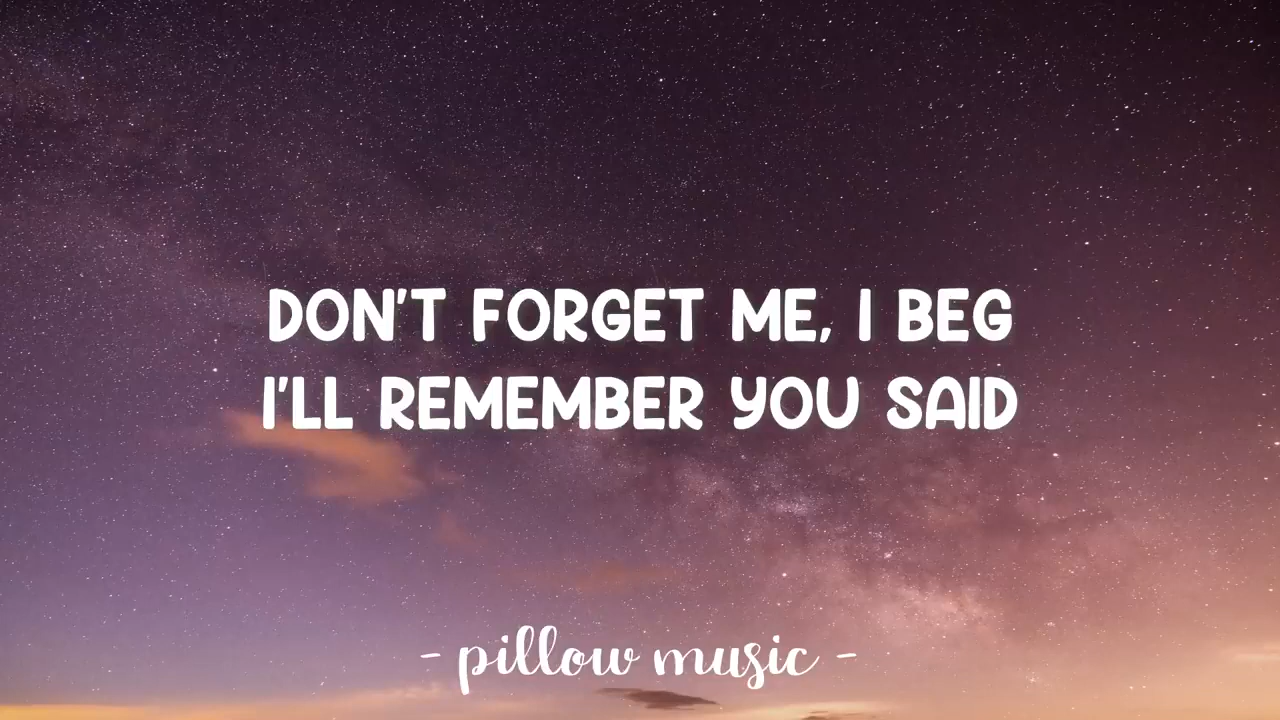 DON'T FORGET ME, I BEG
I'LL REMEMBER YOU SAID
- pillow music -